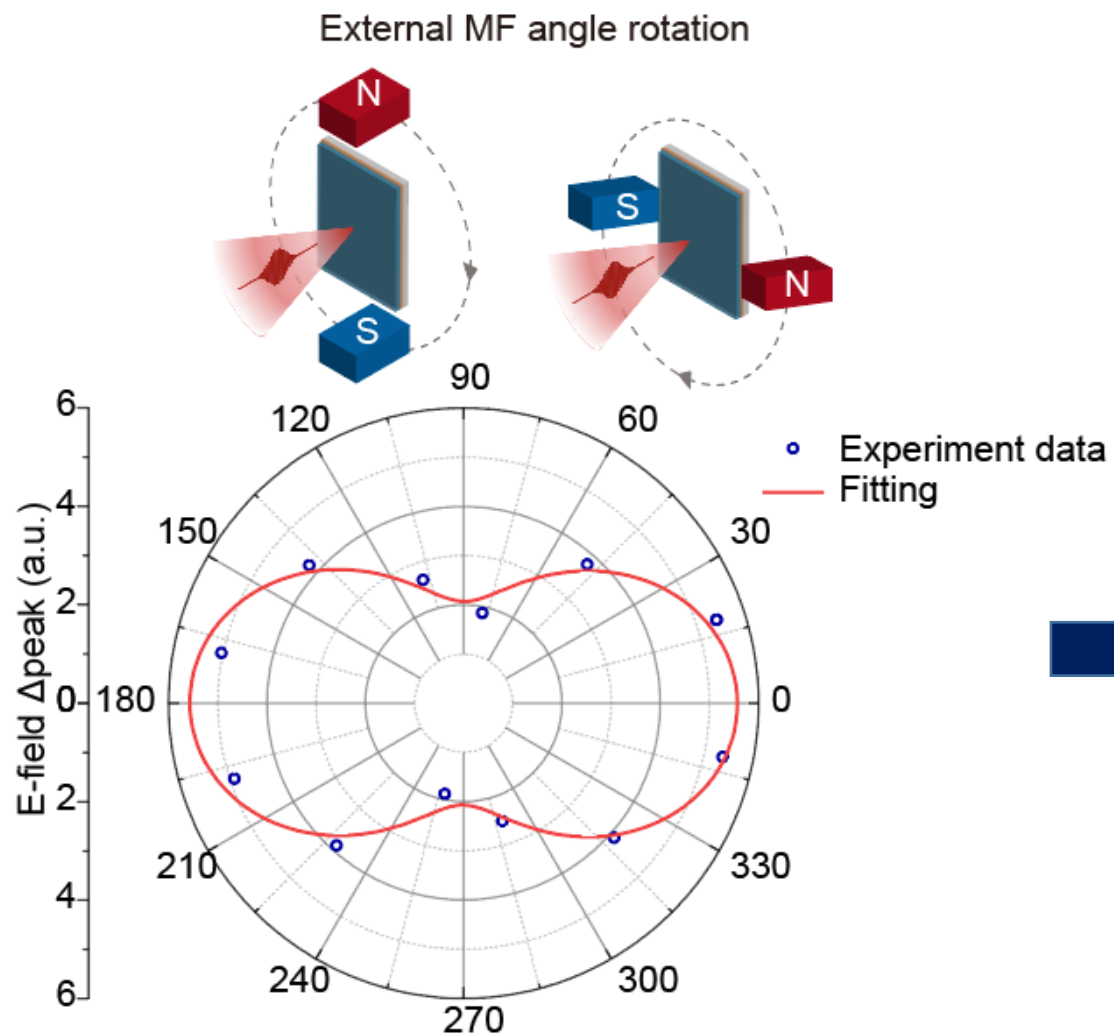 External MF angle rotation
N
S
S
N
90
120
60
150
30
180
0
210
330
240
300
270
6
4
2
0
2
4
6
E-field Δpeak (a.u.)
Experiment data
Fitting